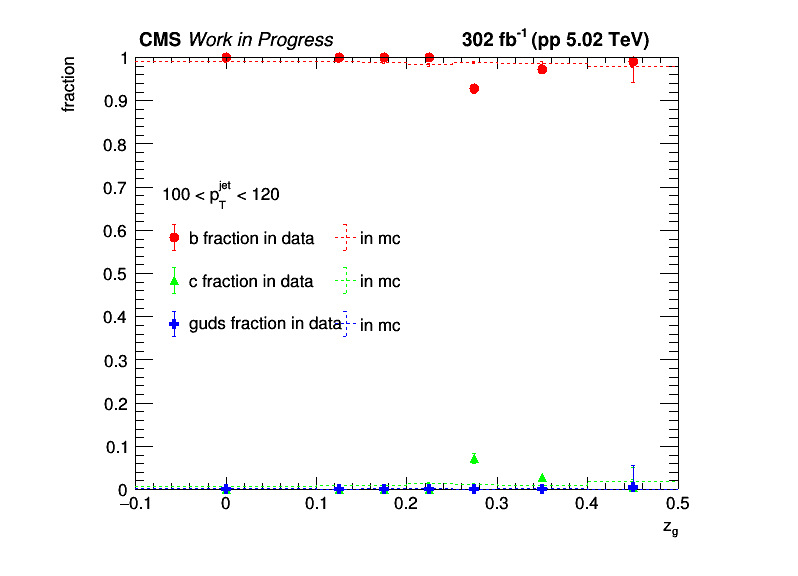 CMS Work in Progress 302 fb-1 (pp 5.02 TeV)
fraction
1
0.9
0.8
0.7
0.6
0.5
0.4
0.3
0.2
0.1
0
100 < pTjet < 120
b fraction in data in mc
c fraction in data in mc
guds fraction in data in mc
−0.1 0 0.1 0.2 0.3 0.4 0.5
zg